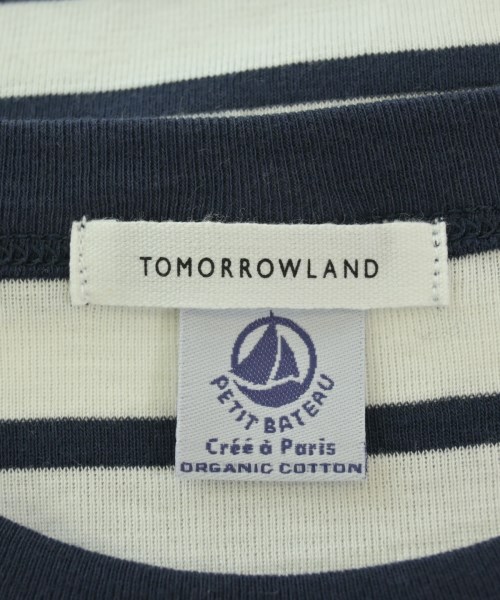 TOMORROWLAND
PETIT BATEAU
Créé à Paris
ORGANIC COTTON